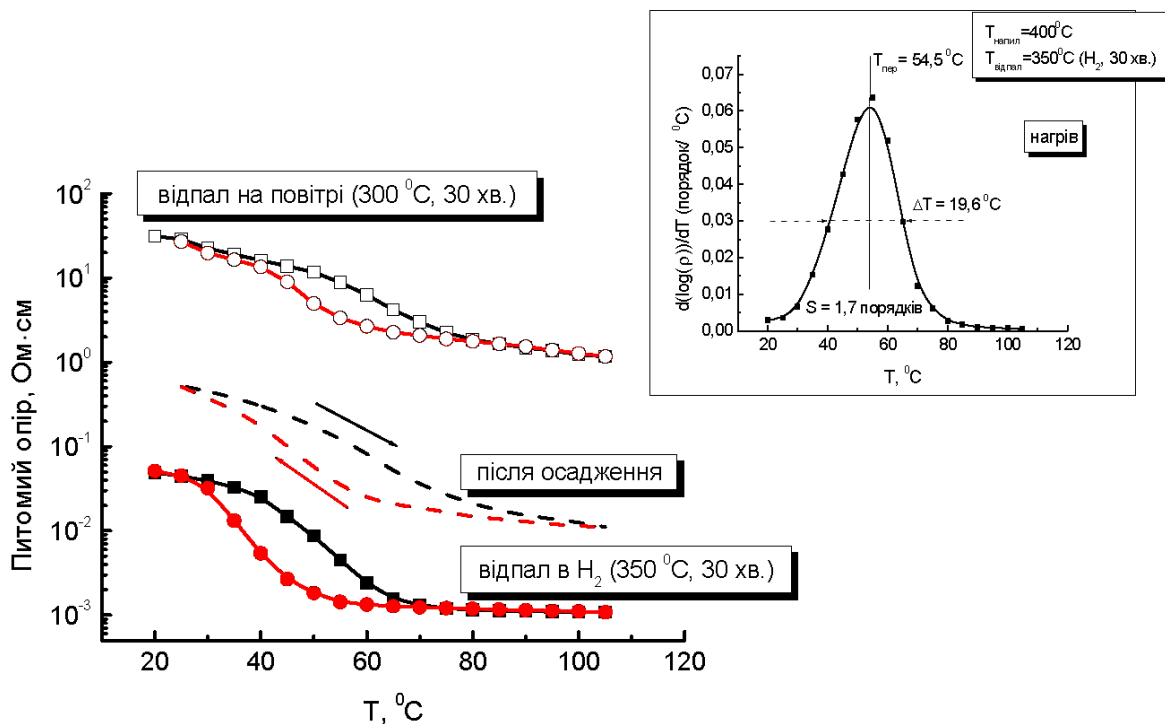 T напил=400⁰C
T відпал=350⁰C (H₂, 30 хв.)
T пер= 54,5 ⁰C
нагрів
ΔT = 19,6 ⁰C
S = 1,7 порядків
d(log(ρ))/dT (порядок/ ⁰C)
0,07
0,06
0,05
0,04
0,03
0,02
0,01
0,00
20 40 60 80 100 120
T, ⁰C
відпал на повітрі (300 ⁰C, 30 хв.)
після осадження
відпал в H₂ (350 ⁰C, 30 хв.)
Питомий опір, Ом·см
10²
10¹
10⁰
10⁻¹
10⁻²
10⁻³
20 40 60 80 100 120
T, ⁰C